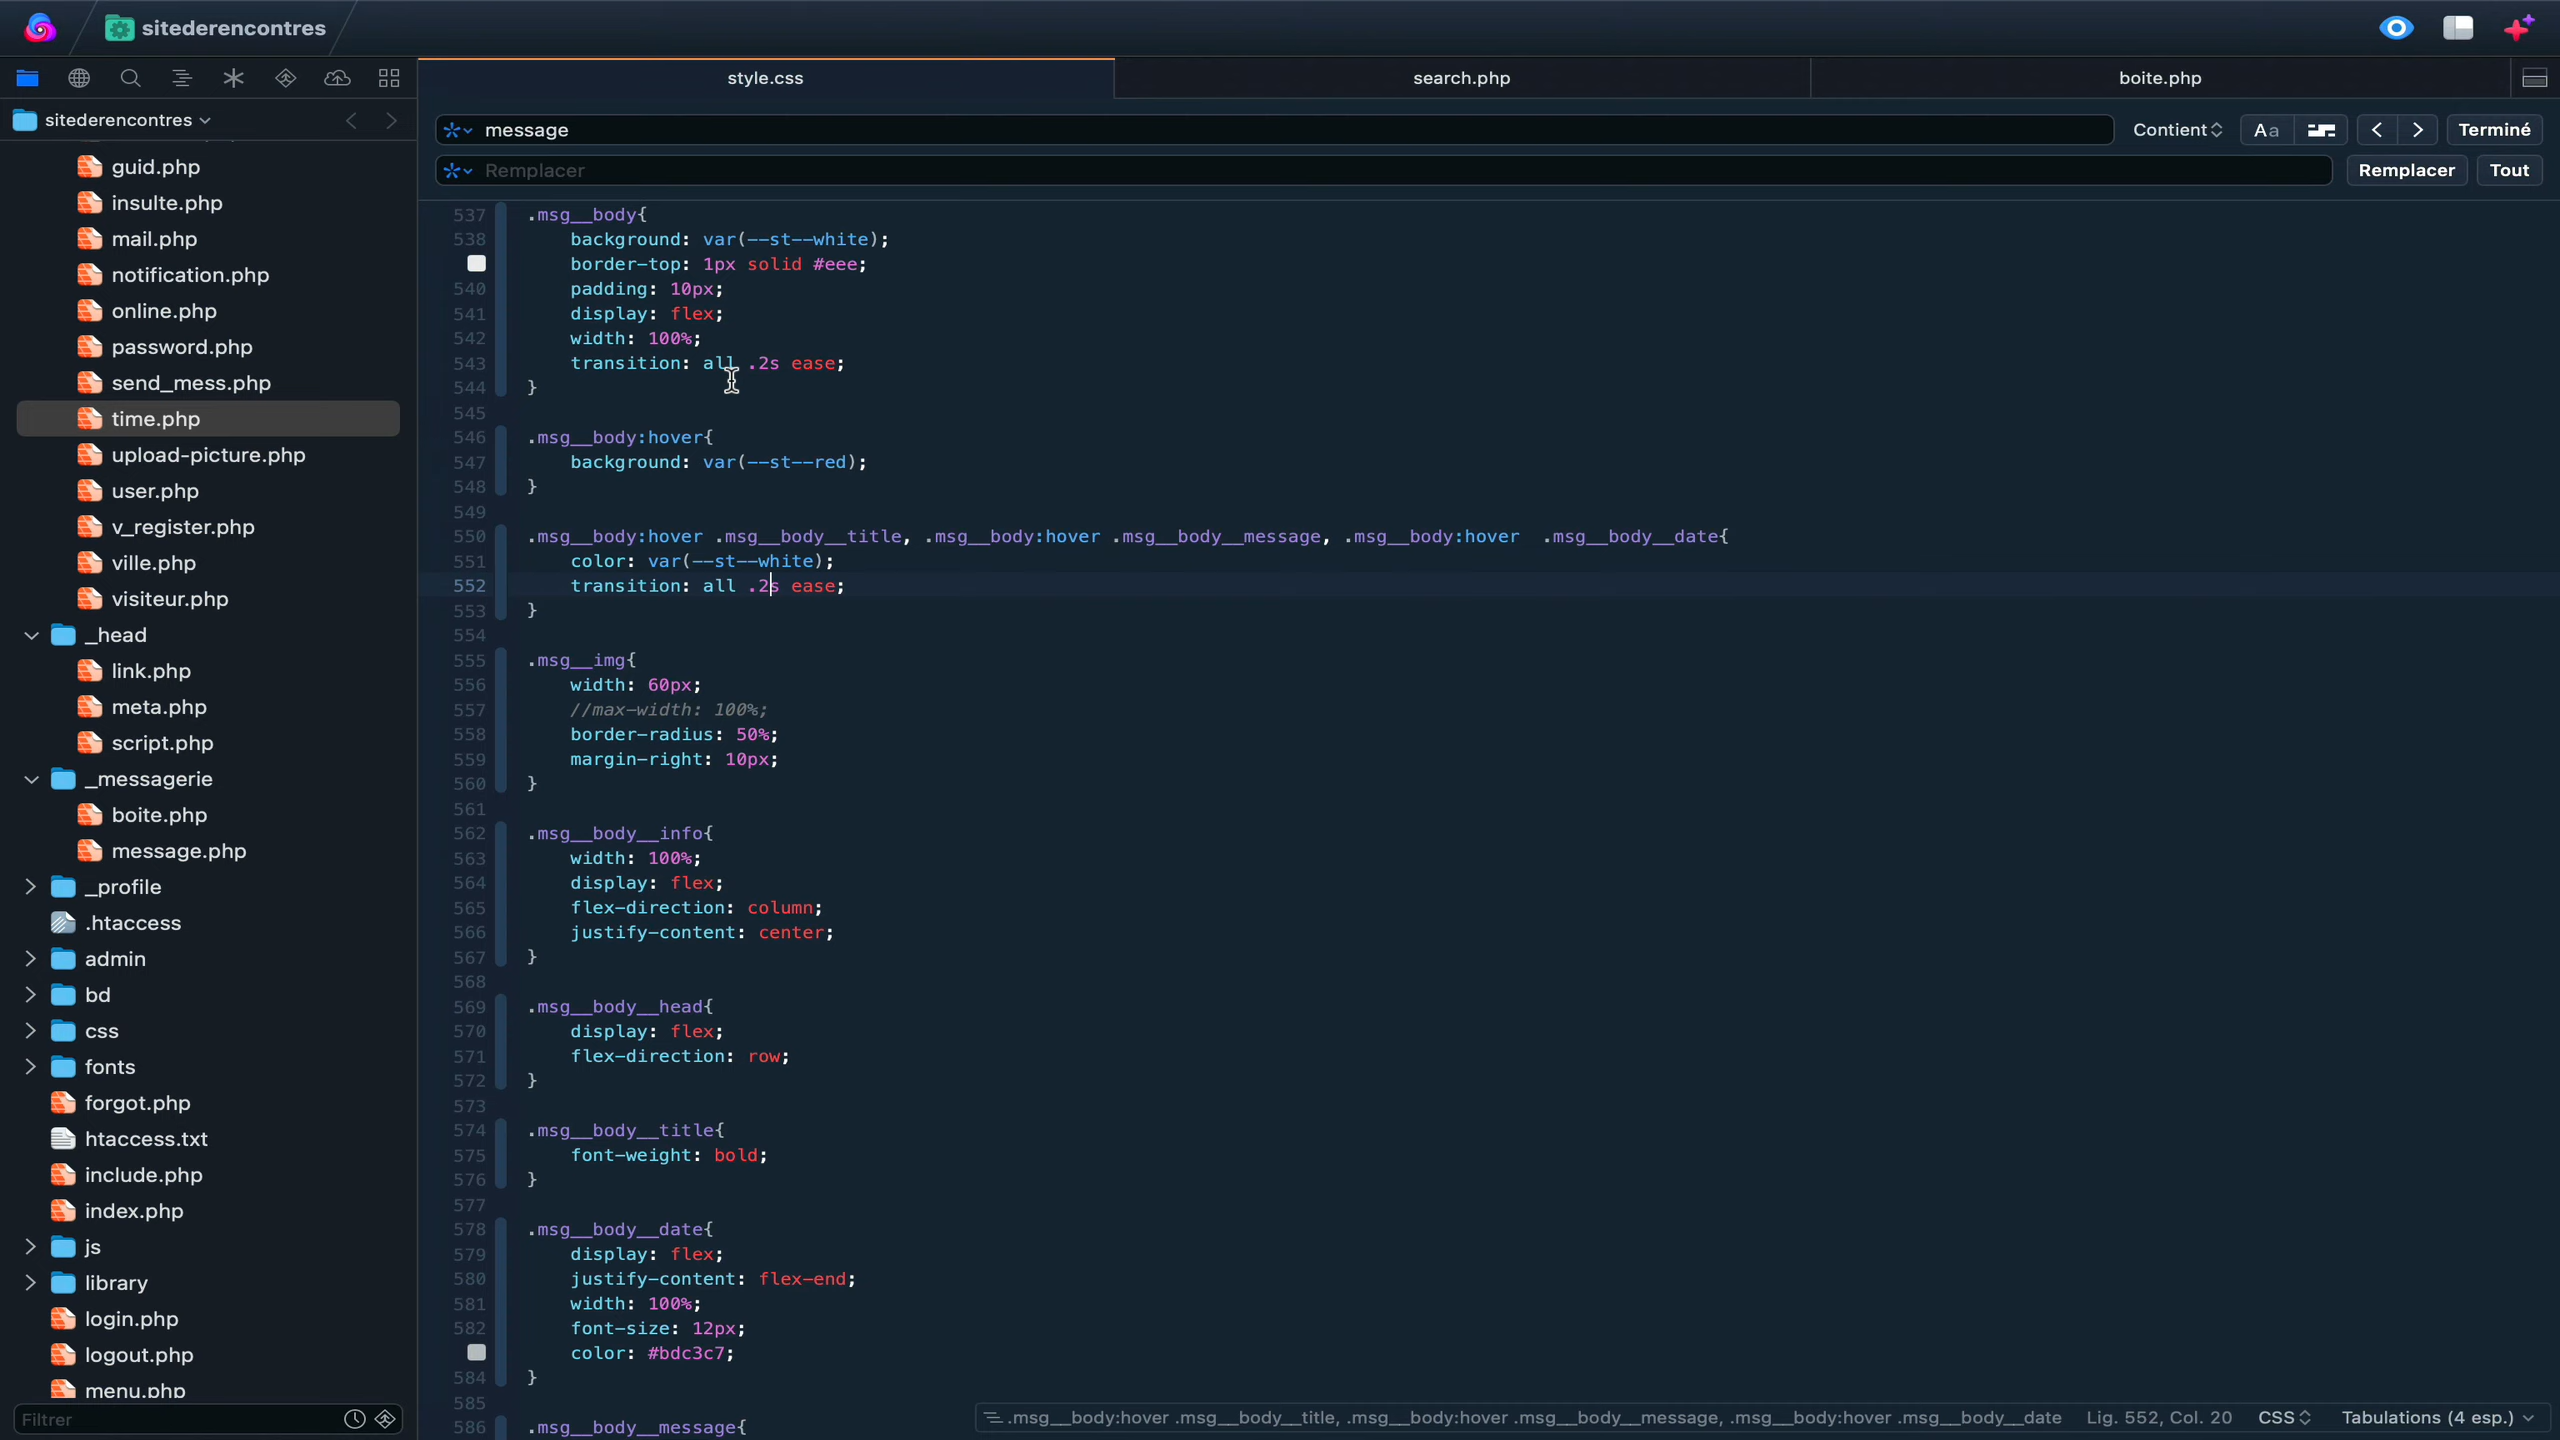 sitederencontres
style.css
search.php
boite.php
sitederencontres
message
Contient
Aa
Terminé
Remplacer
Remplacer
Tout
guid.php
insulte.php
mail.php
notification.php
online.php
password.php
send_mess.php
time.php
upload-picture.php
user.php
v_register.php
ville.php
visiteur.php
_head
link.php
meta.php
script.php
_messagerie
boite.php
message.php
_profile
.htaccess
admin
bd
css
fonts
forgot.php
htaccess.txt
include.php
index.php
js
library
login.php
logout.php
menu.php
Filtrer
537 .msg__body{
538 background: var(--st--white);
border-top: 1px solid #eee;
540 padding: 10px;
541 display: flex;
542 width: 100%;
543 transition: all .2s ease;
544 }
545
546 .msg__body:hover{
547 background: var(--st--red);
548 }
549
550 .msg__body:hover .msg__body__title, .msg__body:hover .msg__body__message, .msg__body:hover  .msg__body__date{
551 color: var(--st--white);
552 transition: all .2s ease;
553 }
554
555 .msg__img{
556 width: 60px;
557 //max-width: 100%;
558 border-radius: 50%;
559 margin-right: 10px;
560 }
561
562 .msg__body__info{
563 width: 100%;
564 display: flex;
565 flex-direction: column;
566 justify-content: center;
567 }
568
569 .msg__body__head{
570 display: flex;
571 flex-direction: row;
572 }
573
574 .msg__body__title{
575 font-weight: bold;
576 }
577
578 .msg__body__date{
579 display: flex;
580 justify-content: flex-end;
581 width: 100%;
582 font-size: 12px;
color: #bdc3c7;
584 }
585
586 .msg__body__message{
.msg__body:hover .msg__body__title, .msg__body:hover .msg__body__message, .msg__body:hover .msg__body__date
Lig. 552, Col. 20
CSS
Tabulations (4 esp.)